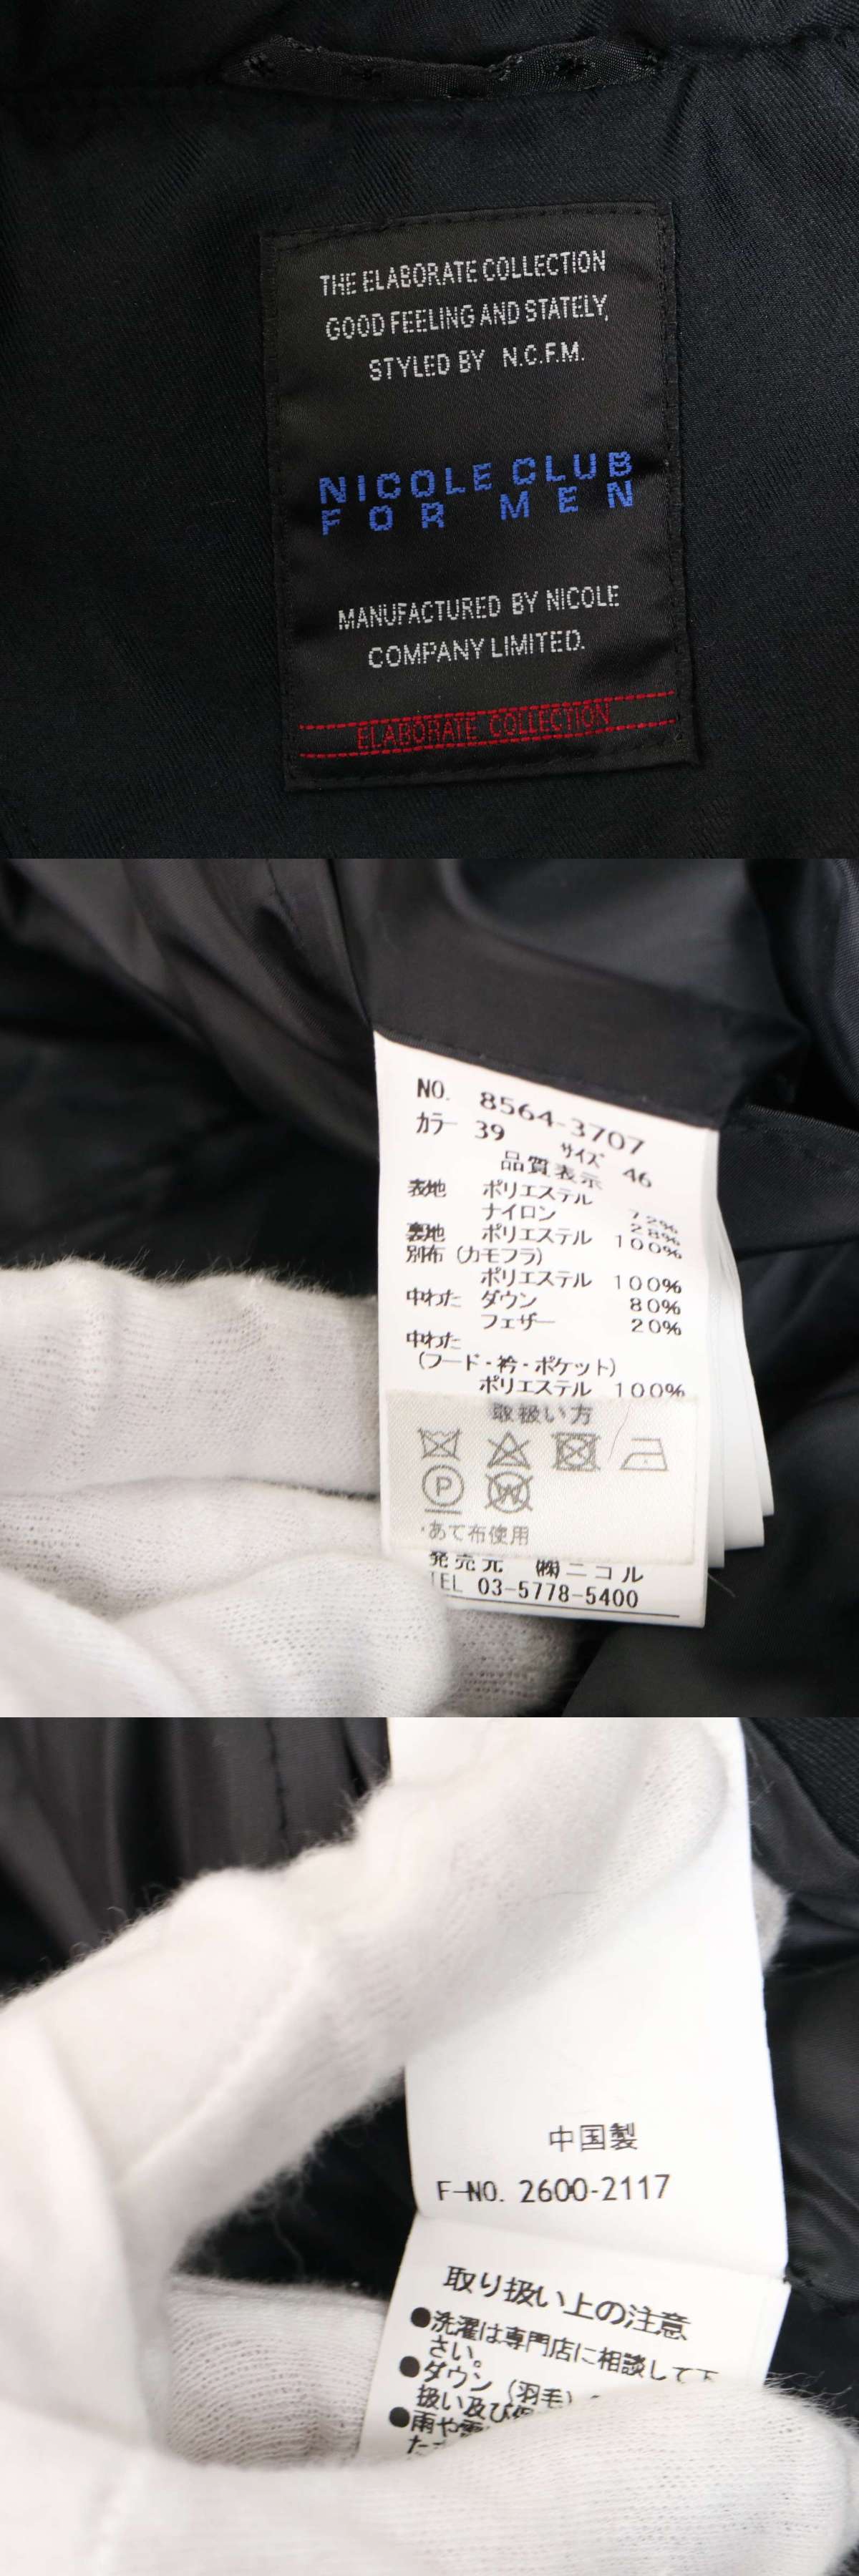 THE ELABORATE COLLECTION
GOOD FEELING AND STATELY,
STYLED BY N.C.F.M.
NICOLE CLUB
FOR MEN
MANUFACTURED BY NICOLE
COMPANY LIMITED.
ELABORATE COLLECTION
NO. 8564-3707
カラー 39 サイズ 46
品質表示
表地 ポリエステル 72%
ナイロン 28%
裏地 ポリエステル 100%
別布(カモフラ)
ポリエステル 100%
中わた ダウン 80%
フェザー 20%
中わた
(フード・衿・ポケット)
ポリエステル 100%
取扱い方
P W
・あて布使用
発売元 ㈱ニコル
TEL 03-5778-5400
中国製
F-NO. 2600-2117
取り扱い上の注意
●洗濯は専門店に相談して下
さい。
●ダウン(羽毛)
扱い及び
●雨や
た